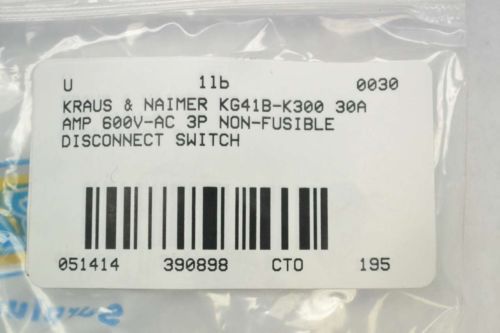 U 1lb 0030
KRAUS & NAIMER KG41B-K300 30A
AMP 600V-AC 3P NON-FUSIBLE
DISCONNECT SWITCH
051414 390898 CTO 195